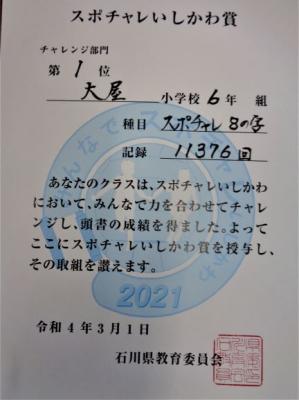 スポチャレいしかわ賞
チャレンジ部門
第 1 位
大屋 小学校 6年 組
種目 スポチャレ 8の字
記録 11376回
あなたのクラスは、スポチャレいしかわ
において、みんなで力を合わせてチャレ
ンジし、頭書の成績を得ました。よって
ここにスポチャレいしかわ賞を授与し、
その取組を讃えます。
2021
令和4年3月1日
石川県教育委員会